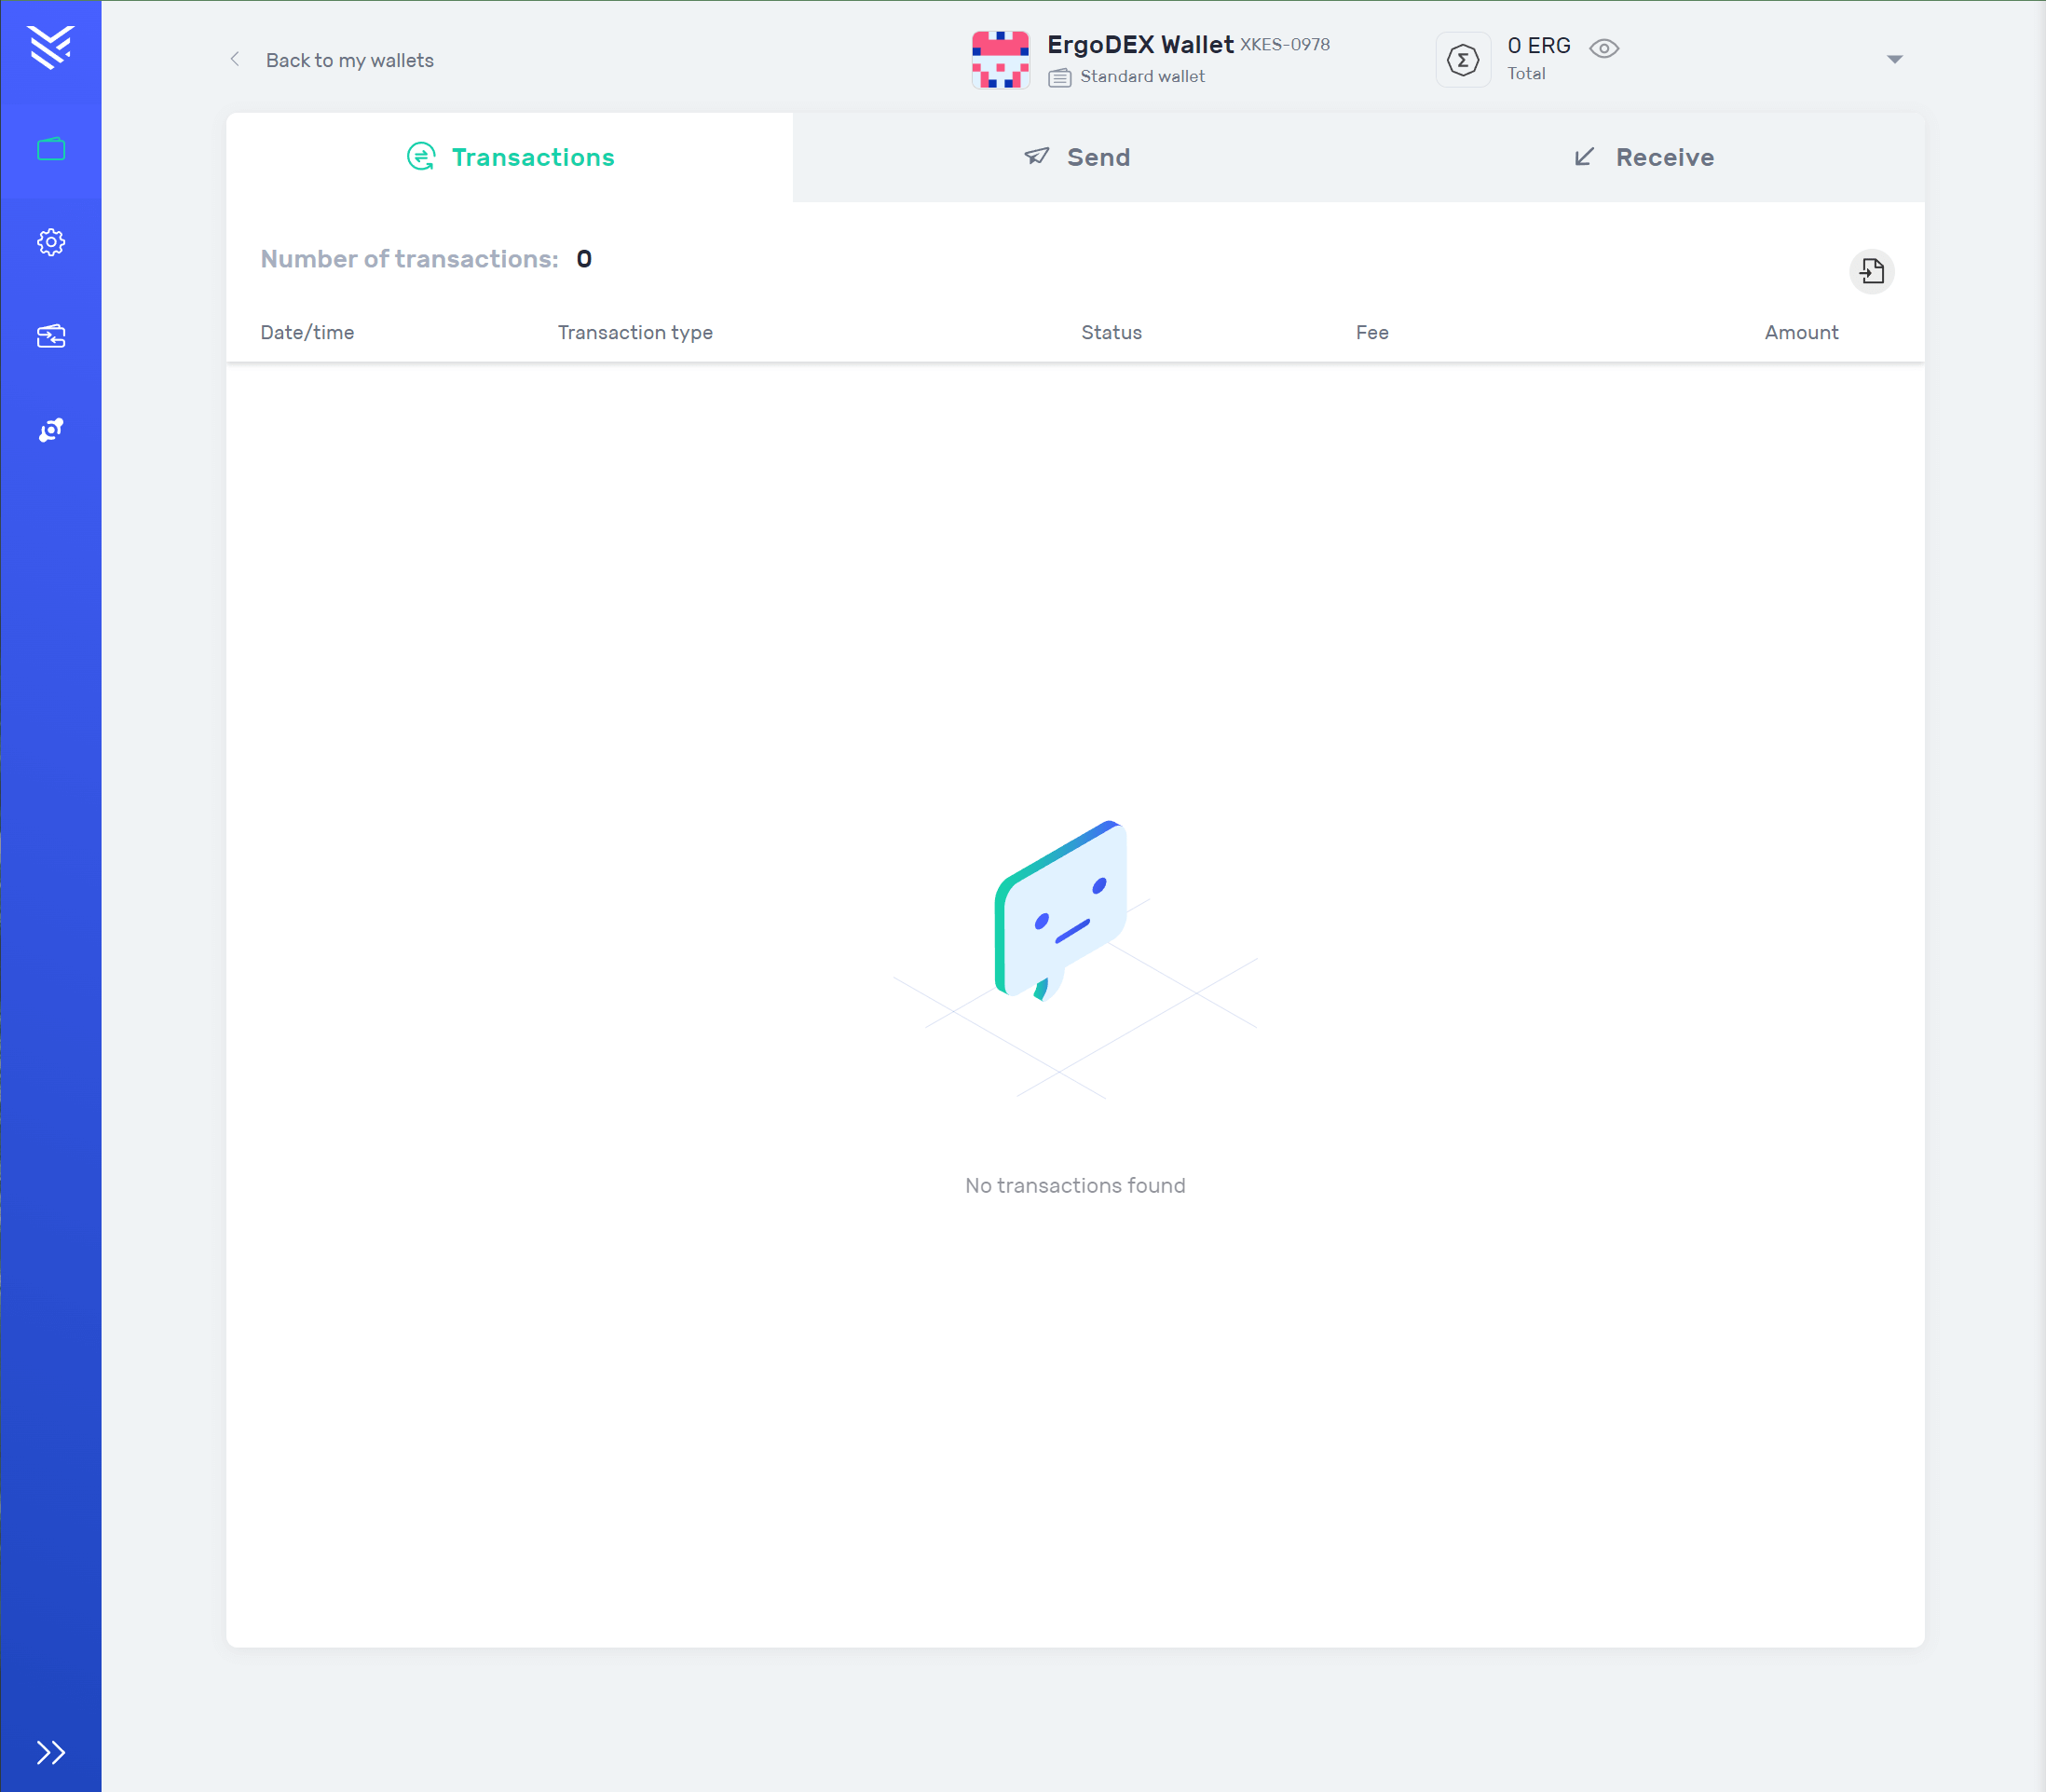 Back to my wallets
ErgoDEX Wallet XKES-0978
Standard wallet
Σ
0 ERG
Total
Transactions
Send
Receive
Number of transactions: 0
Date/time Transaction type Status Fee Amount
No transactions found